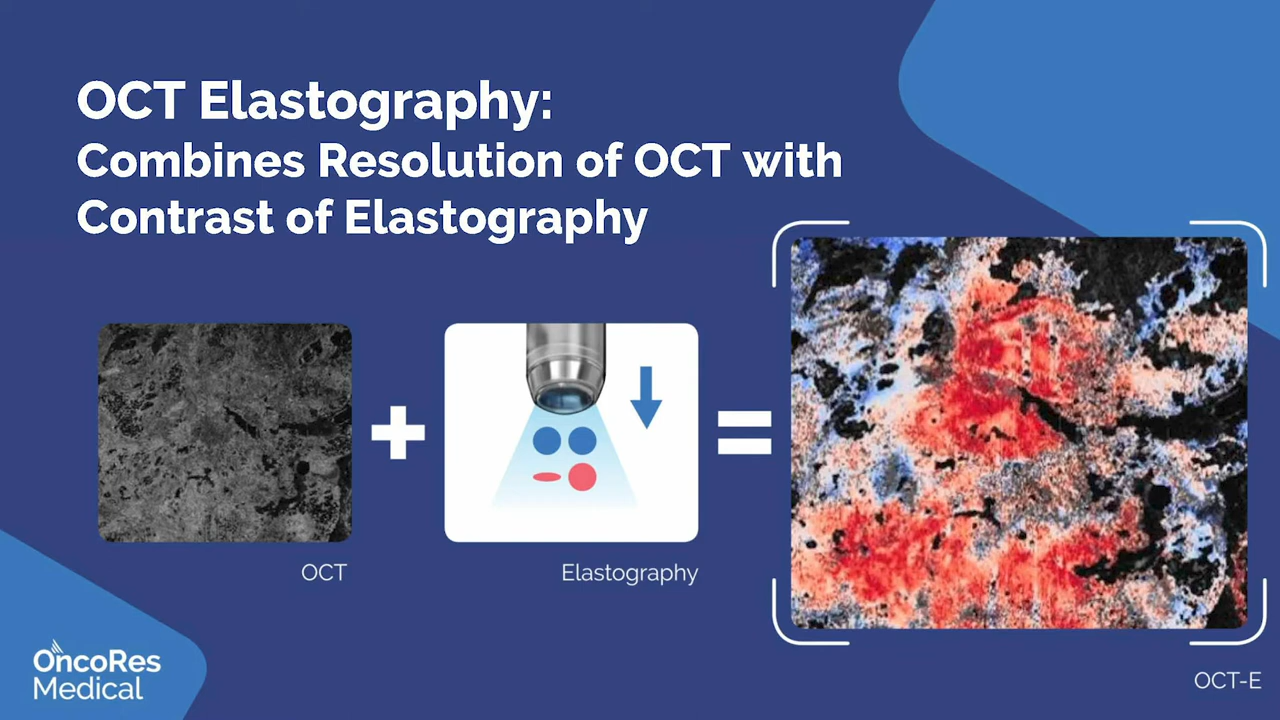 OCT Elastography:
Combines Resolution of OCT with
Contrast of Elastography
OCT
Elastography
OCT-E
OncoRes
Medical